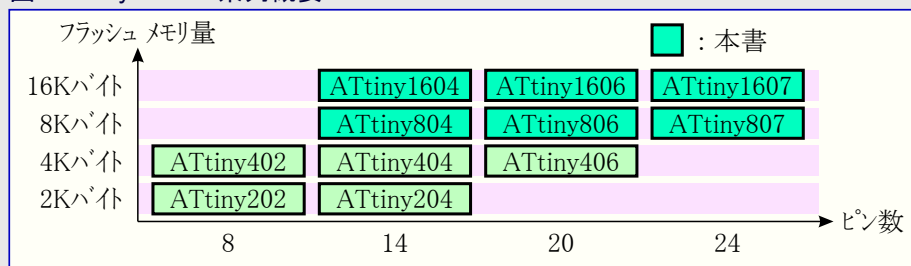 フラッシュ メモリ量
：本書
16Kバイト ATtiny1604 ATtiny1606 ATtiny1607
8Kバイト ATtiny804 ATtiny806 ATtiny807
4Kバイト ATtiny402 ATtiny404 ATtiny406
2Kバイト ATtiny202 ATtiny204
ピン数
8 14 20 24